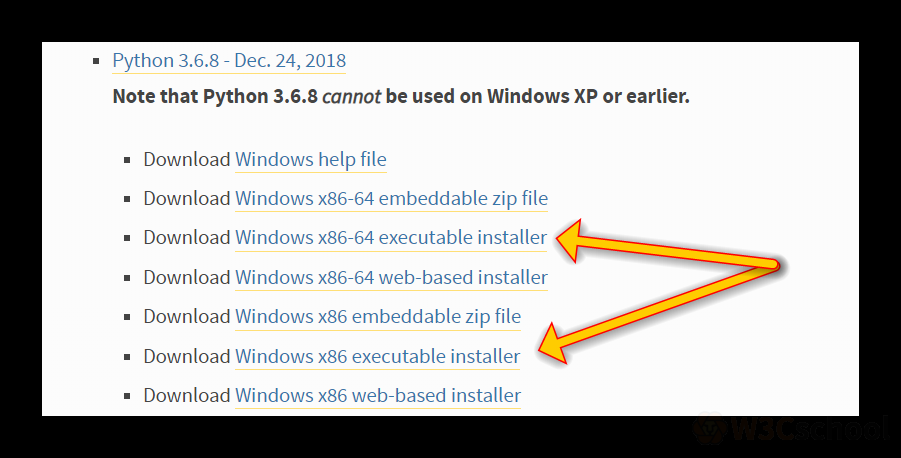 Python 3.6.8 - Dec. 24, 2018
Note that Python 3.6.8 cannot be used on Windows XP or earlier.
Download Windows help file
Download Windows x86-64 embeddable zip file
Download Windows x86-64 executable installer
Download Windows x86-64 web-based installer
Download Windows x86 embeddable zip file
Download Windows x86 executable installer
Download Windows x86 web-based installer
W3Cschool